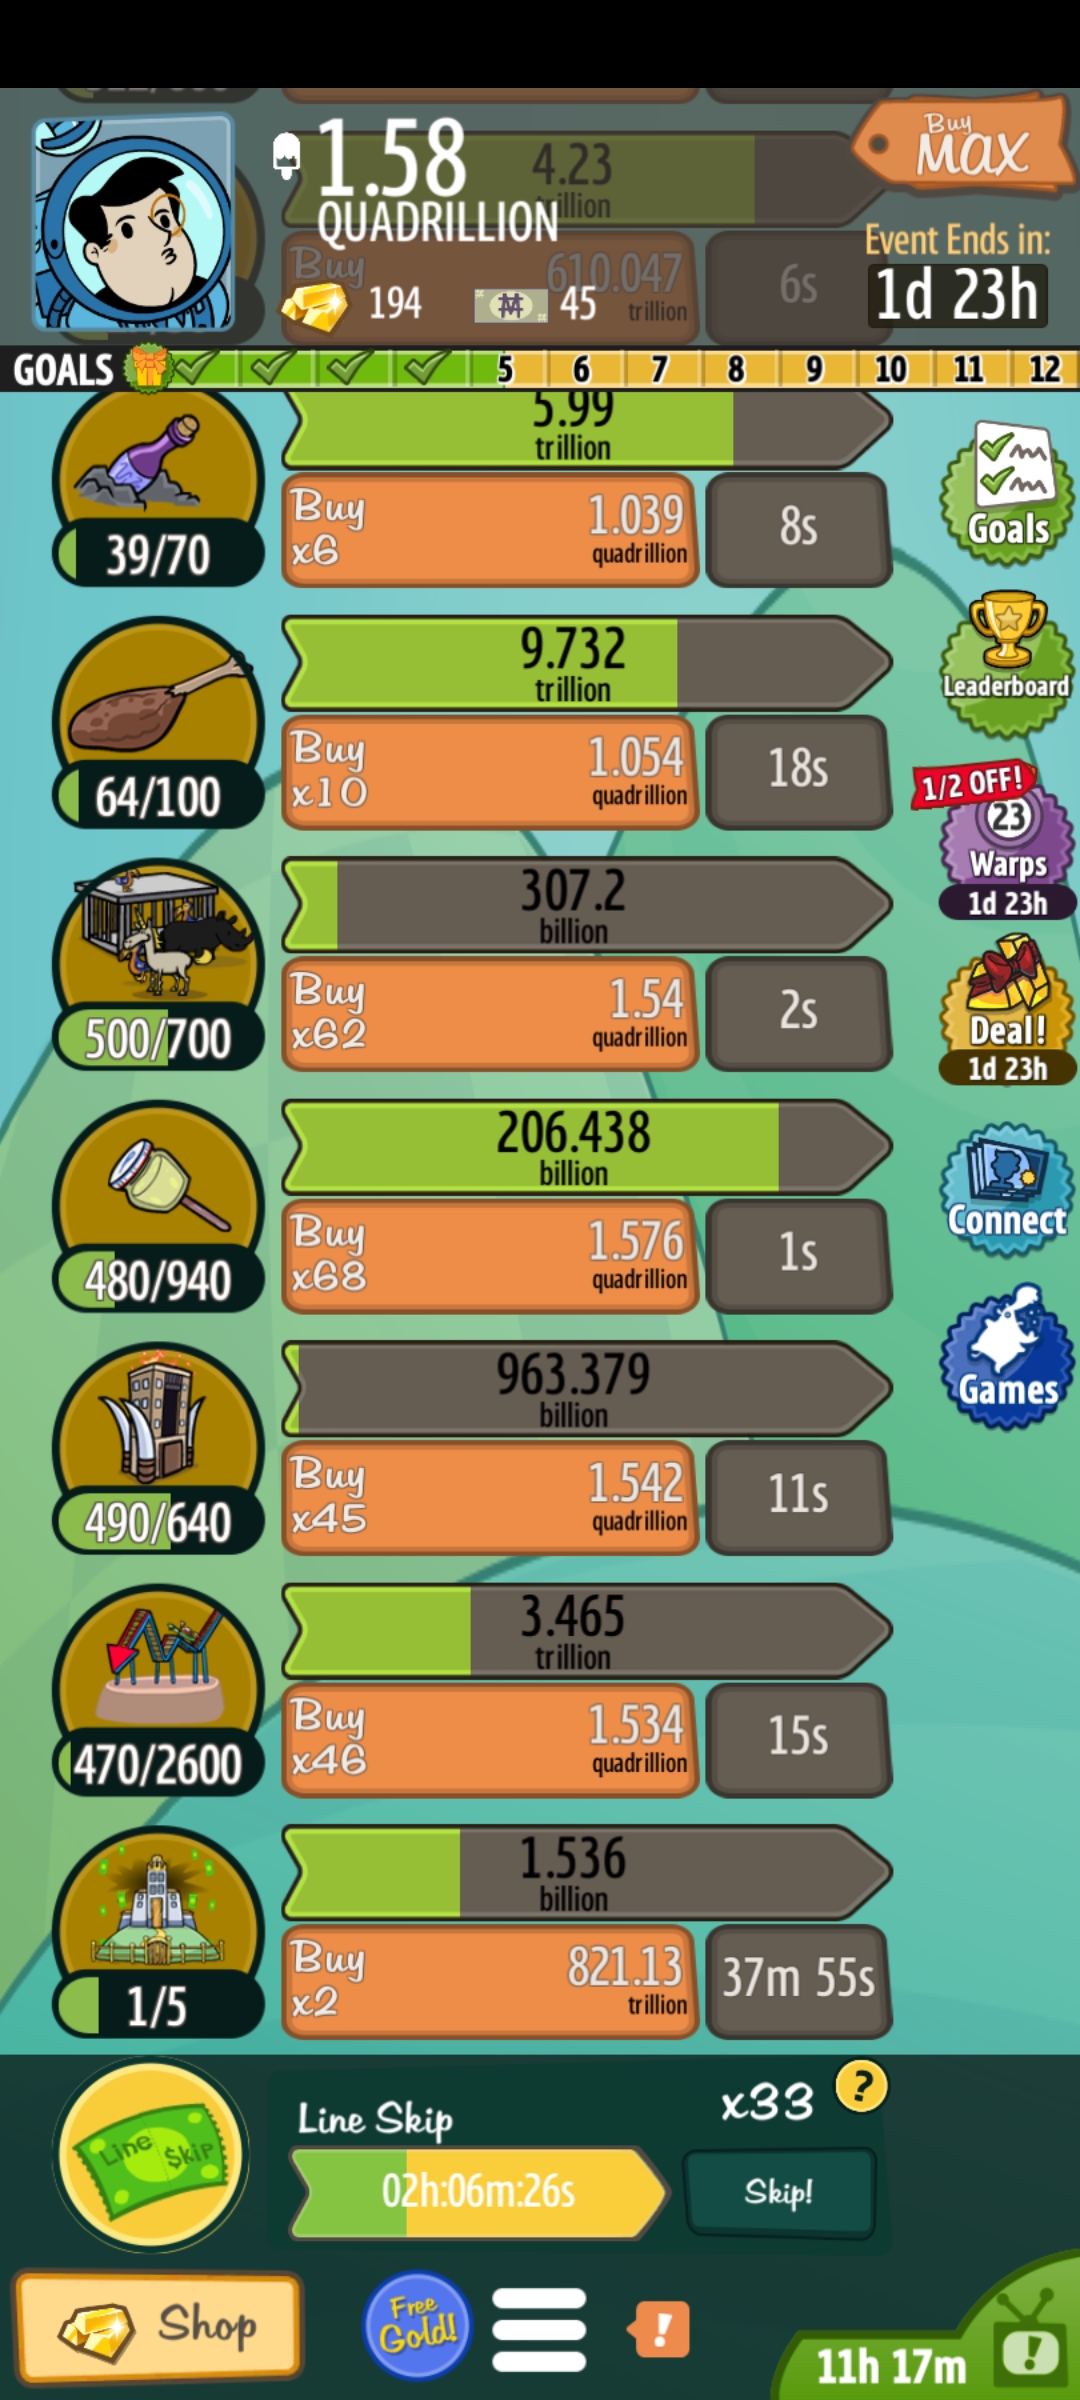 1.58
QUADRILLION
4.23
trillion
Buy
MAX
Buy
610.047
trillion
6s
194
45
Event Ends in:
1d 23h
GOALS
5 6 7 8 9 10 11 12
5.99
trillion
39/70
Buy
x6
1.039
quadrillion
8s
Goals
9.732
trillion
64/100
Buy
x10
1.054
quadrillion
18s
Leaderboard
1/2 OFF!
23
Warps
1d 23h
307.2
billion
500/700
Buy
x62
1.54
quadrillion
2s
Deal!
1d 23h
206.438
billion
480/940
Buy
x68
1.576
quadrillion
1s
Connect
963.379
billion
490/640
Buy
x45
1.542
quadrillion
11s
Games
3.465
trillion
470/2600
Buy
x46
1.534
quadrillion
15s
1.536
billion
1/5
Buy
x2
821.13
trillion
37m 55s
Line $kip
Line Skip
x33
?
02h:06m:26s
Skip!
Shop
Free
Gold!
!
11h 17m
!